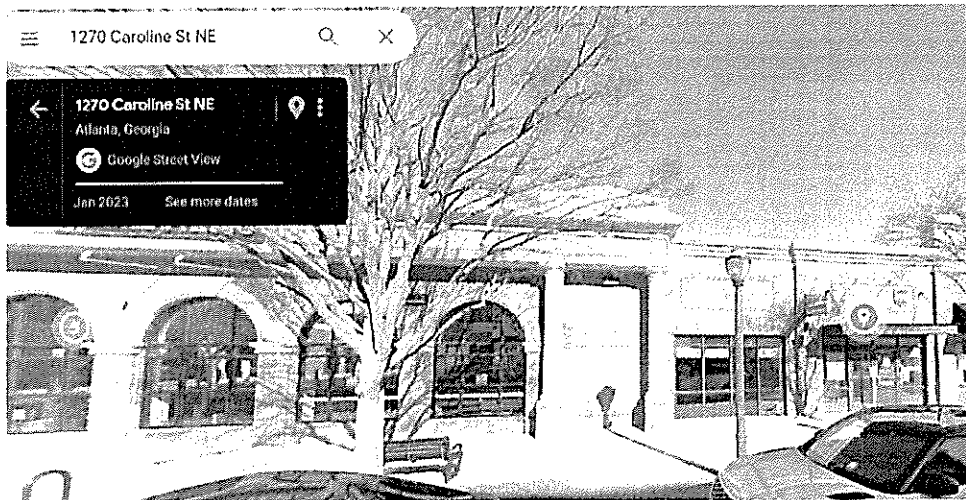 1270 Caroline St NE
1270 Caroline St NE
Atlanta, Georgia
G Google Street View
Jan 2023 See more dates